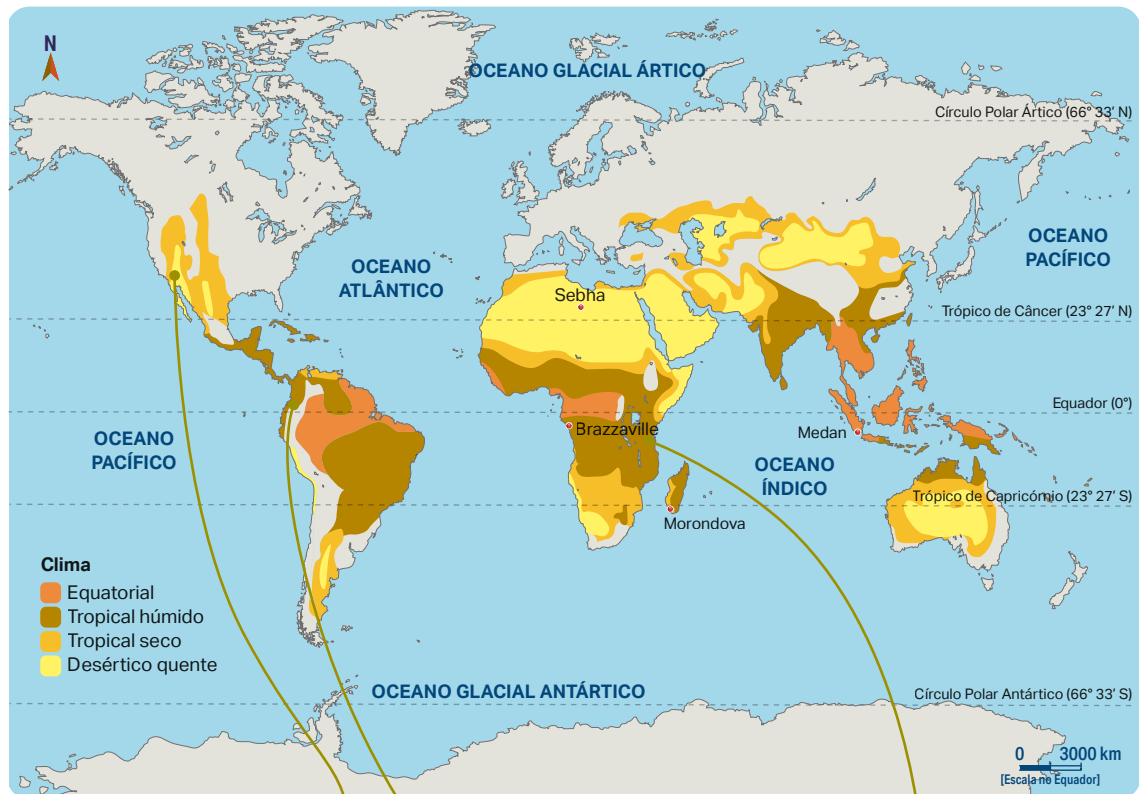 N
OCEANO GLACIAL ÁRTICO
Círculo Polar Ártico (66° 33′ N)
OCEANO
PACÍFICO
OCEANO
ATLÂNTICO
Sebha
Trópico de Câncer (23° 27′ N)
Equador (0°)
Brazzaville
Medan
OCEANO
PACÍFICO
OCEANO
ÍNDICO
Trópico de Capricórnio (23° 27′ S)
Morondova
Clima
Equatorial
Tropical húmido
Tropical seco
Desértico quente
OCEANO GLACIAL ANTÁRTICO
Círculo Polar Antártico (66° 33′ S)
0 3000 km
[Escala no Equador]